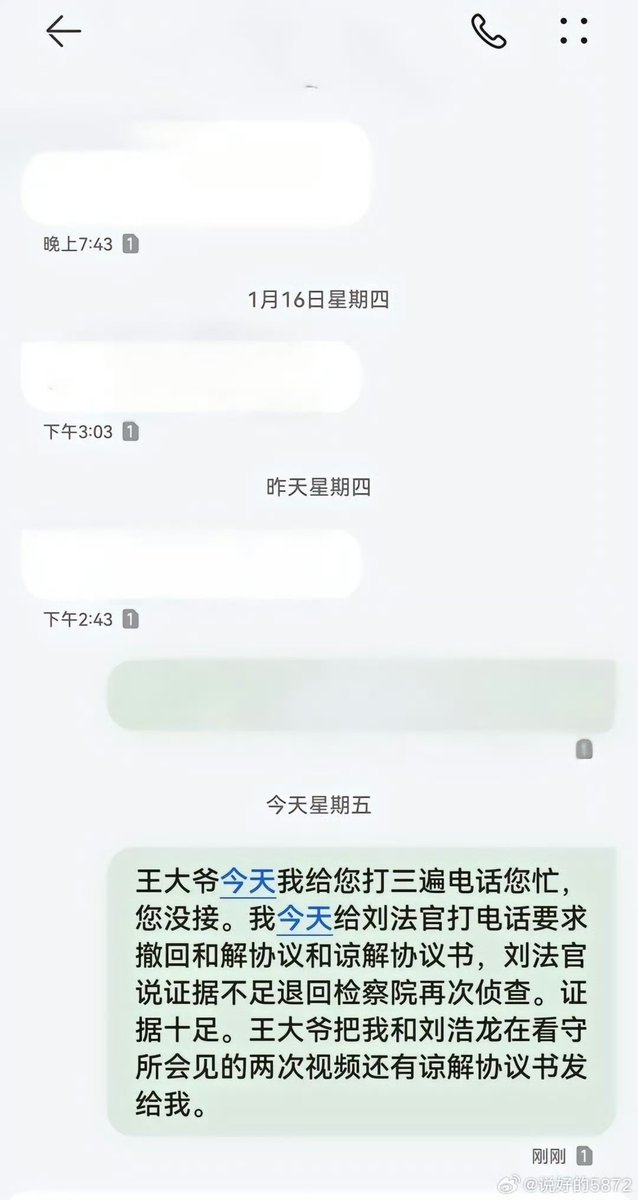 晚上7:43 1
1月16日星期四
下午3:03 1
昨天星期四
下午2:43 1
1
今天星期五
王大爷今天我给您打三遍电话您忙，
您没接。我今天给刘法官打电话要求
撤回和解协议和谅解协议书，刘法官
说证据不足退回检察院再次侦查。证
据十足。王大爷把我和刘浩龙在看守
所会见的两次视频还有谅解协议书发
给我。
刚刚 1
@说好的5872